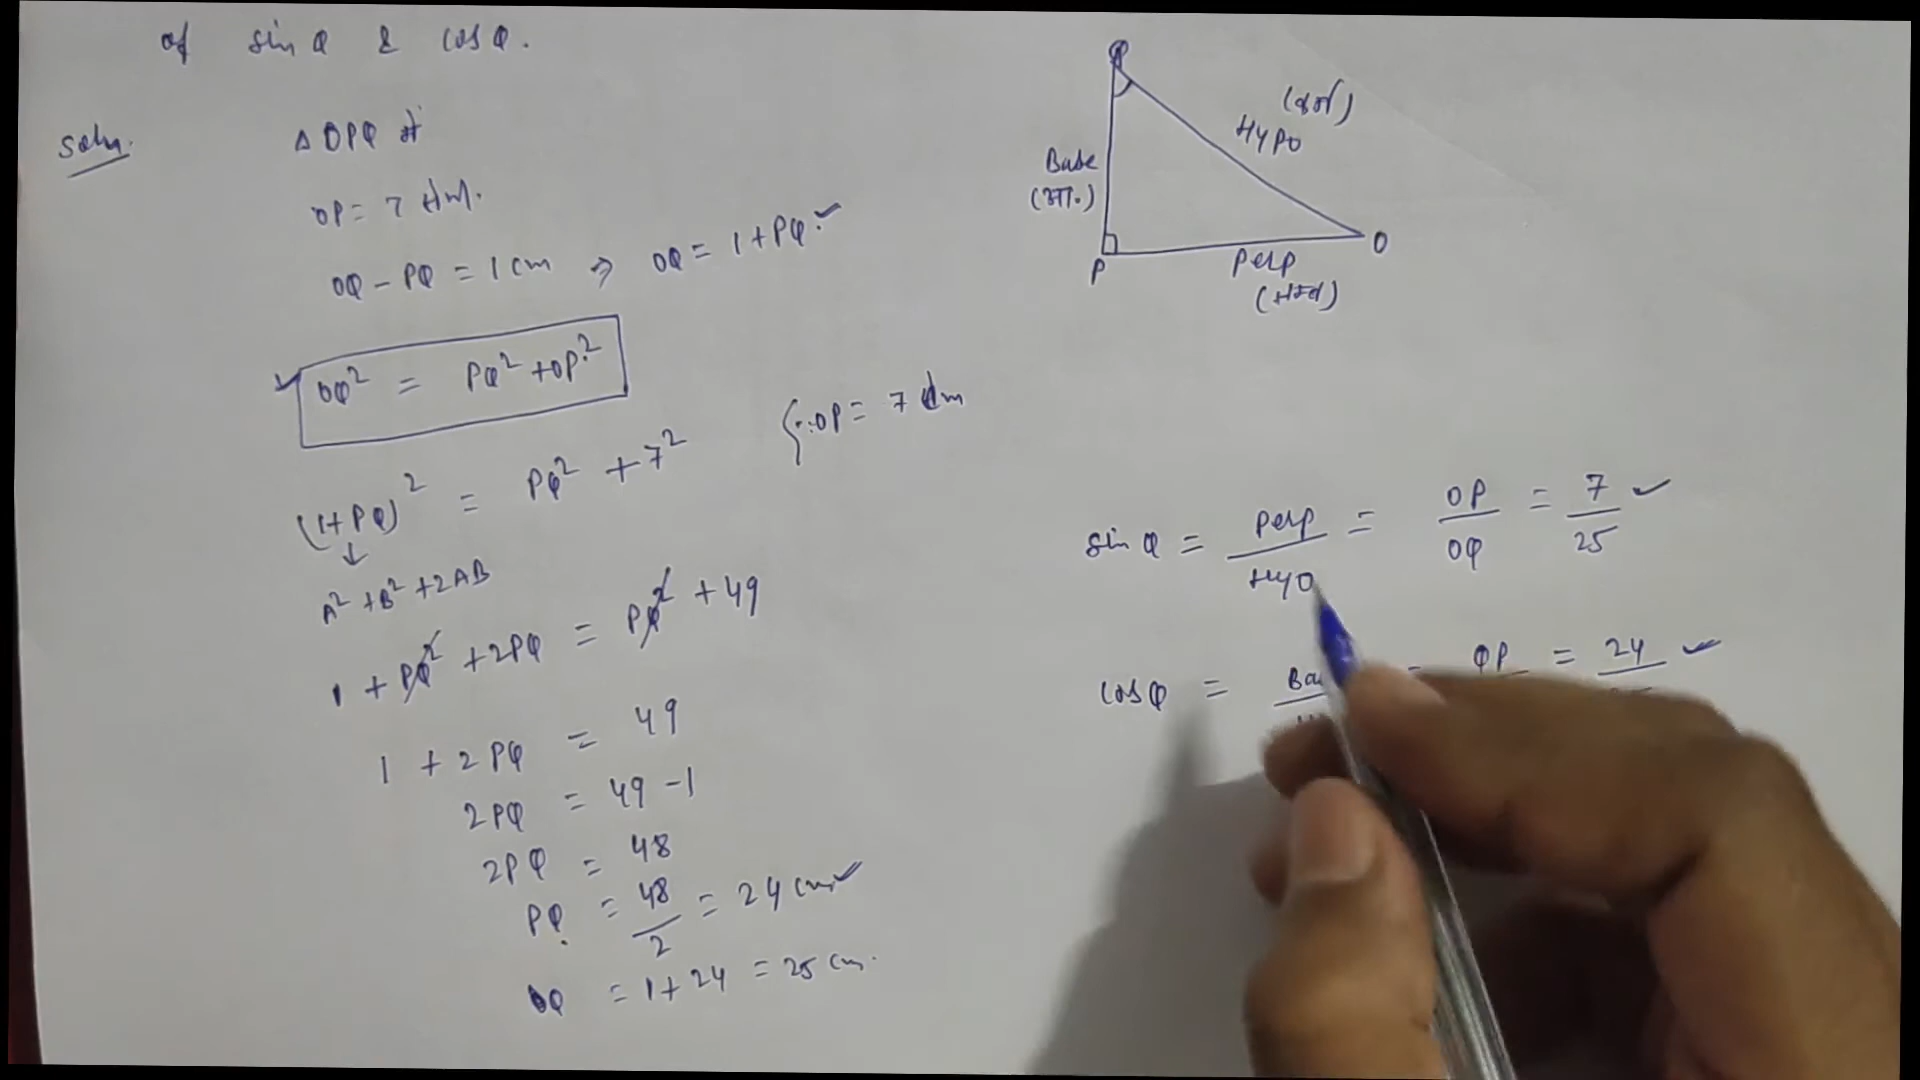 of sin Q & cos Q.
Soln.
Δ OPQ में
OP = 7
OQ - PQ = 1 cm ⇒ OQ = 1 + PQ.
OQ² = PQ² + OP²
(1+PQ)² = PQ² + 7² {∵ OP = 7 cm
A² + B² + 2AB
1 + PQ² + 2PQ = PQ² + 49
1 + 2PQ = 49
2PQ = 49 - 1
2PQ = 48
PQ = 48/2 = 24 cm
OQ = 1 + 24 = 25 cm.
Q
(कर्ण)
Hypo
Base
(आ.)
P
O
Perp
(लम्ब)
sin Q = Perp/Hyo = OP/OQ = 7/25
cos Q = = QP = 24